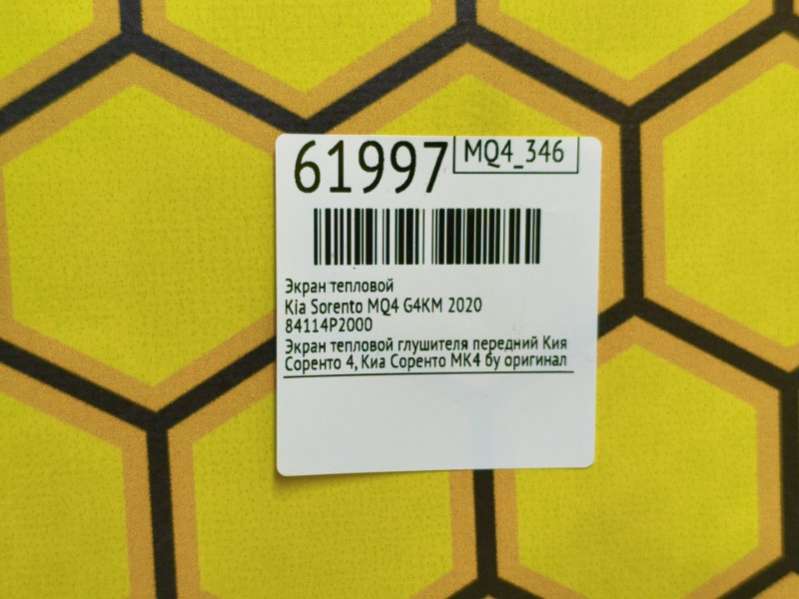 61997
MQ4_346
Экран тепловой
Kia Sorento MQ4 G4KM 2020
84114P2000
Экран тепловой глушителя передний Кия
Соренто 4, Киа Соренто МК4 бу оригинал